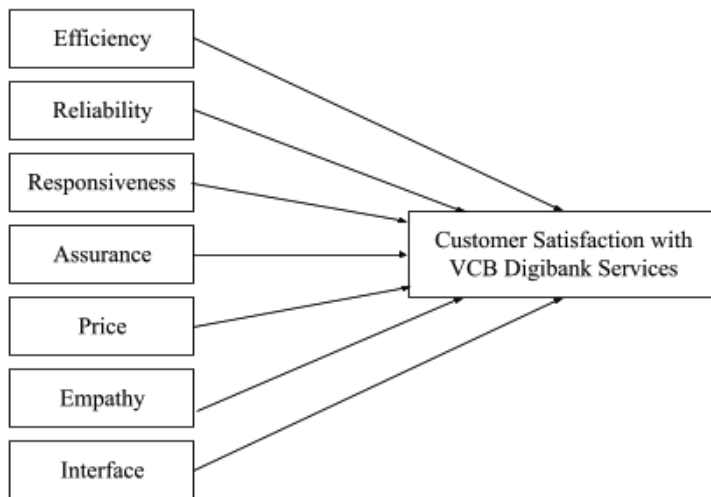 Efficiency
Reliability
Responsiveness
Assurance
Price
Empathy
Interface
Customer Satisfaction with
VCB Digibank Services